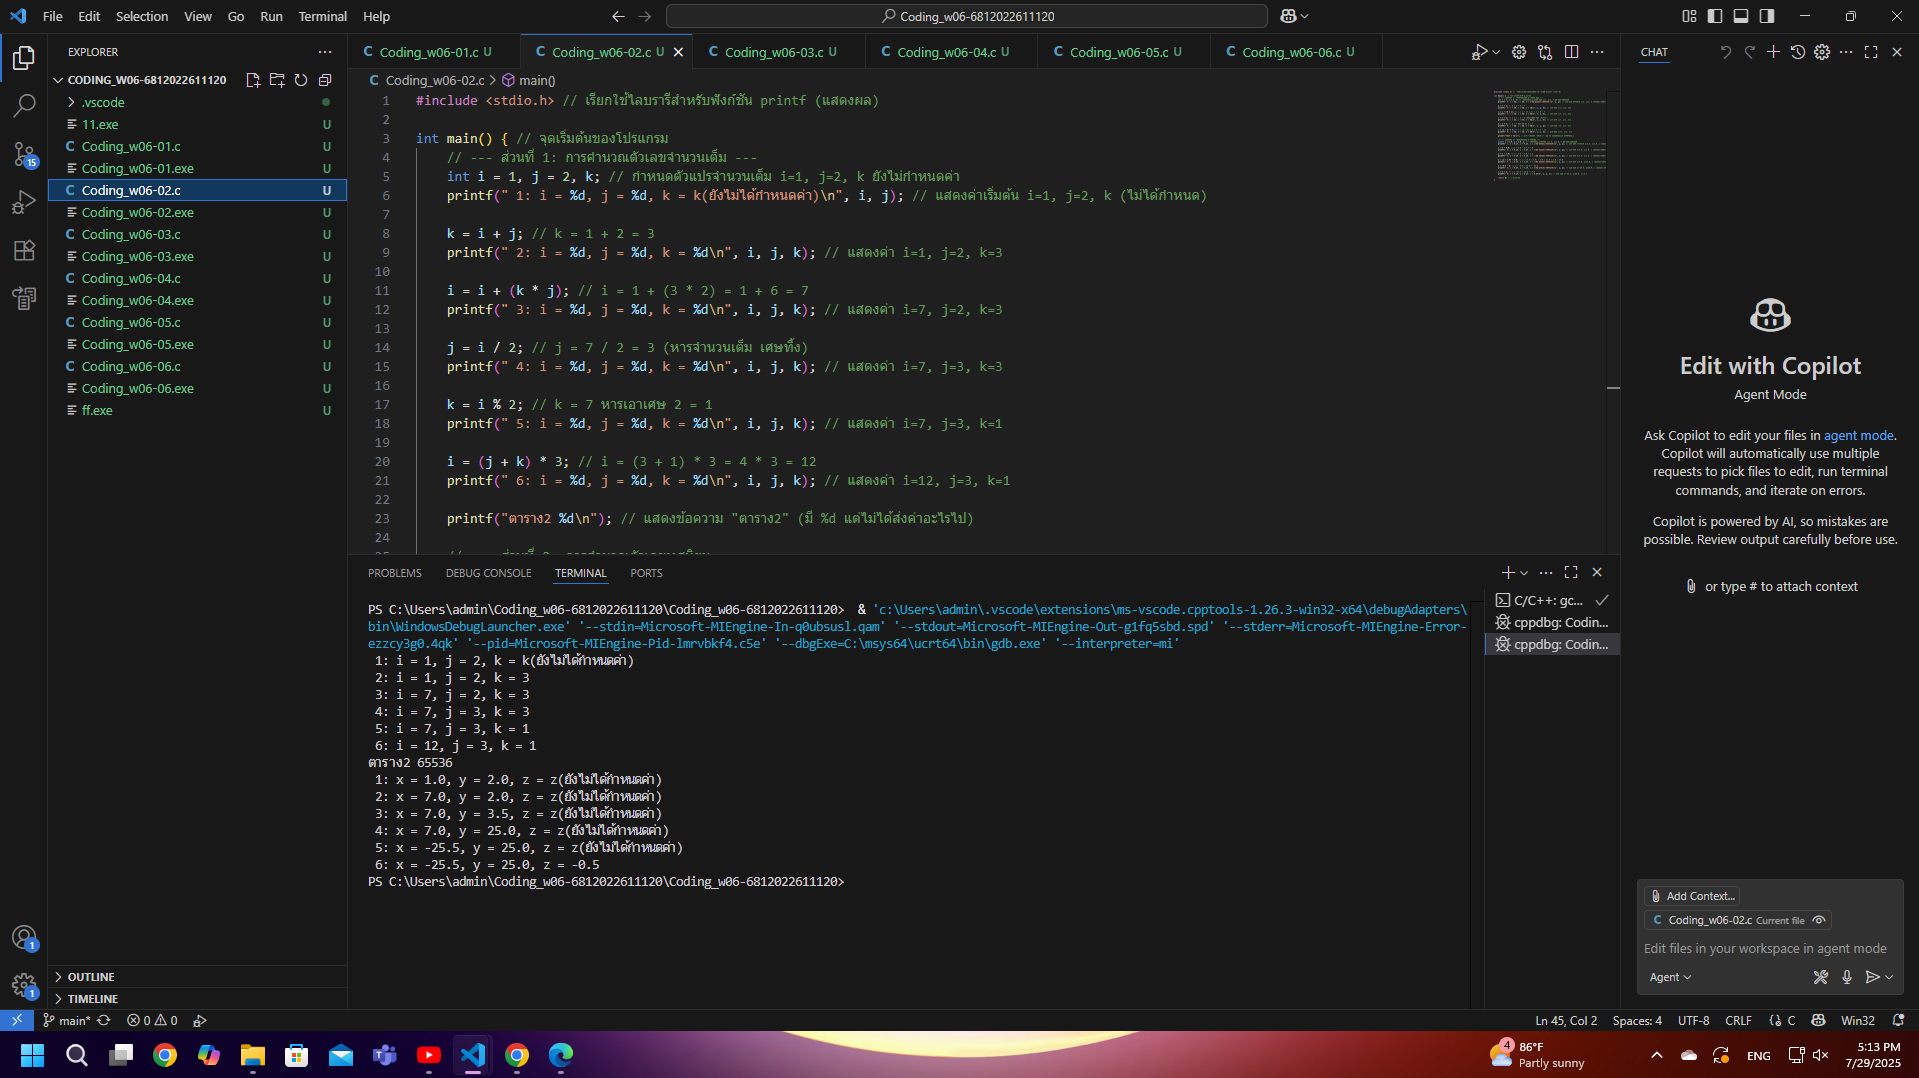 File Edit Selection View Go Run Terminal Help
Coding_w06-6812022611120
EXPLORER
CODING_W06-6812022611120
.vscode
11.exe U
Coding_w06-01.c U
Coding_w06-01.exe U
Coding_w06-02.c U
Coding_w06-02.exe U
Coding_w06-03.c U
Coding_w06-03.exe U
Coding_w06-04.c U
Coding_w06-04.exe U
Coding_w06-05.c U
Coding_w06-05.exe U
Coding_w06-06.c U
Coding_w06-06.exe U
ff.exe U
15
1
1
OUTLINE
TIMELINE
Coding_w06-01.c U Coding_w06-02.c U Coding_w06-03.c U Coding_w06-04.c U Coding_w06-05.c U Coding_w06-06.c U
Coding_w06-02.c > main()
1 #include <stdio.h> // เรียกใช้ไลบรารีสำหรับฟังก์ชัน printf (แสดงผล)
2
3 int main() { // จุดเริ่มต้นของโปรแกรม
4 // --- ส่วนที่ 1: การคำนวณตัวเลขจำนวนเต็ม ---
5 int i = 1, j = 2, k; // กำหนดตัวแปรจำนวนเต็ม i=1, j=2, k ยังไม่กำหนดค่า
6 printf(" 1: i = %d, j = %d, k = k(ยังไม่ได้กำหนดค่า)\n", i, j); // แสดงค่าเริ่มต้น i=1, j=2, k (ไม่ได้กำหนด)
7
8 k = i + j; // k = 1 + 2 = 3
9 printf(" 2: i = %d, j = %d, k = %d\n", i, j, k); // แสดงค่า i=1, j=2, k=3
10
11 i = i + (k * j); // i = 1 + (3 * 2) = 1 + 6 = 7
12 printf(" 3: i = %d, j = %d, k = %d\n", i, j, k); // แสดงค่า i=7, j=2, k=3
13
14 j = i / 2; // j = 7 / 2 = 3 (หารจำนวนเต็ม เศษทิ้ง)
15 printf(" 4: i = %d, j = %d, k = %d\n", i, j, k); // แสดงค่า i=7, j=3, k=3
16
17 k = i % 2; // k = 7 หารเอาเศษ 2 = 1
18 printf(" 5: i = %d, j = %d, k = %d\n", i, j, k); // แสดงค่า i=7, j=3, k=1
19
20 i = (j + k) * 3; // i = (3 + 1) * 3 = 4 * 3 = 12
21 printf(" 6: i = %d, j = %d, k = %d\n", i, j, k); // แสดงค่า i=12, j=3, k=1
22
23 printf("ตาราง2 %d\n"); // แสดงข้อความ "ตาราง2" (มี %d แต่ไม่ได้ส่งค่าอะไรไป)
24
PROBLEMS DEBUG CONSOLE TERMINAL PORTS
PS C:\Users\admin\Coding_w06-6812022611120\Coding_w06-6812022611120> & 'c:\Users\admin\.vscode\extensions\ms-vscode.cpptools-1.26.3-win32-x64\debugAdapters\
bin\WindowsDebugLauncher.exe' '--stdin=Microsoft-MIEngine-In-q0ubsusl.qam' '--stdout=Microsoft-MIEngine-Out-g1fq5sbd.spd' '--stderr=Microsoft-MIEngine-Error-
ezzcy3g0.4qk' '--pid=Microsoft-MIEngine-Pid-lmrvbkf4.c5e' '--dbgExe=C:\msys64\ucrt64\bin\gdb.exe' '--interpreter=mi'
1: i = 1, j = 2, k = k(ยังไม่ได้กำหนดค่า)
2: i = 1, j = 2, k = 3
3: i = 7, j = 2, k = 3
4: i = 7, j = 3, k = 3
5: i = 7, j = 3, k = 1
6: i = 12, j = 3, k = 1
ตาราง2 65536
1: x = 1.0, y = 2.0, z = z(ยังไม่ได้กำหนดค่า)
2: x = 7.0, y = 2.0, z = z(ยังไม่ได้กำหนดค่า)
3: x = 7.0, y = 3.5, z = z(ยังไม่ได้กำหนดค่า)
4: x = 7.0, y = 25.0, z = z(ยังไม่ได้กำหนดค่า)
5: x = -25.5, y = 25.0, z = z(ยังไม่ได้กำหนดค่า)
6: x = -25.5, y = 25.0, z = -0.5
PS C:\Users\admin\Coding_w06-6812022611120\Coding_w06-6812022611120>
C/C++: gc...
cppdbg: Codin...
cppdbg: Codin...
CHAT
Edit with Copilot
Agent Mode
Ask Copilot to edit your files in agent mode.
Copilot will automatically use multiple
requests to pick files to edit, run terminal
commands, and iterate on errors.
Copilot is powered by AI, so mistakes are
possible. Review output carefully before use.
or type # to attach context
Add Context...
C Coding_w06-02.c Current file
Edit files in your workspace in agent mode
Agent
main* 0 0
Ln 45, Col 2 Spaces: 4 UTF-8 CRLF {} C Win32
4
86°F
Partly sunny
ENG
5:13 PM
7/29/2025